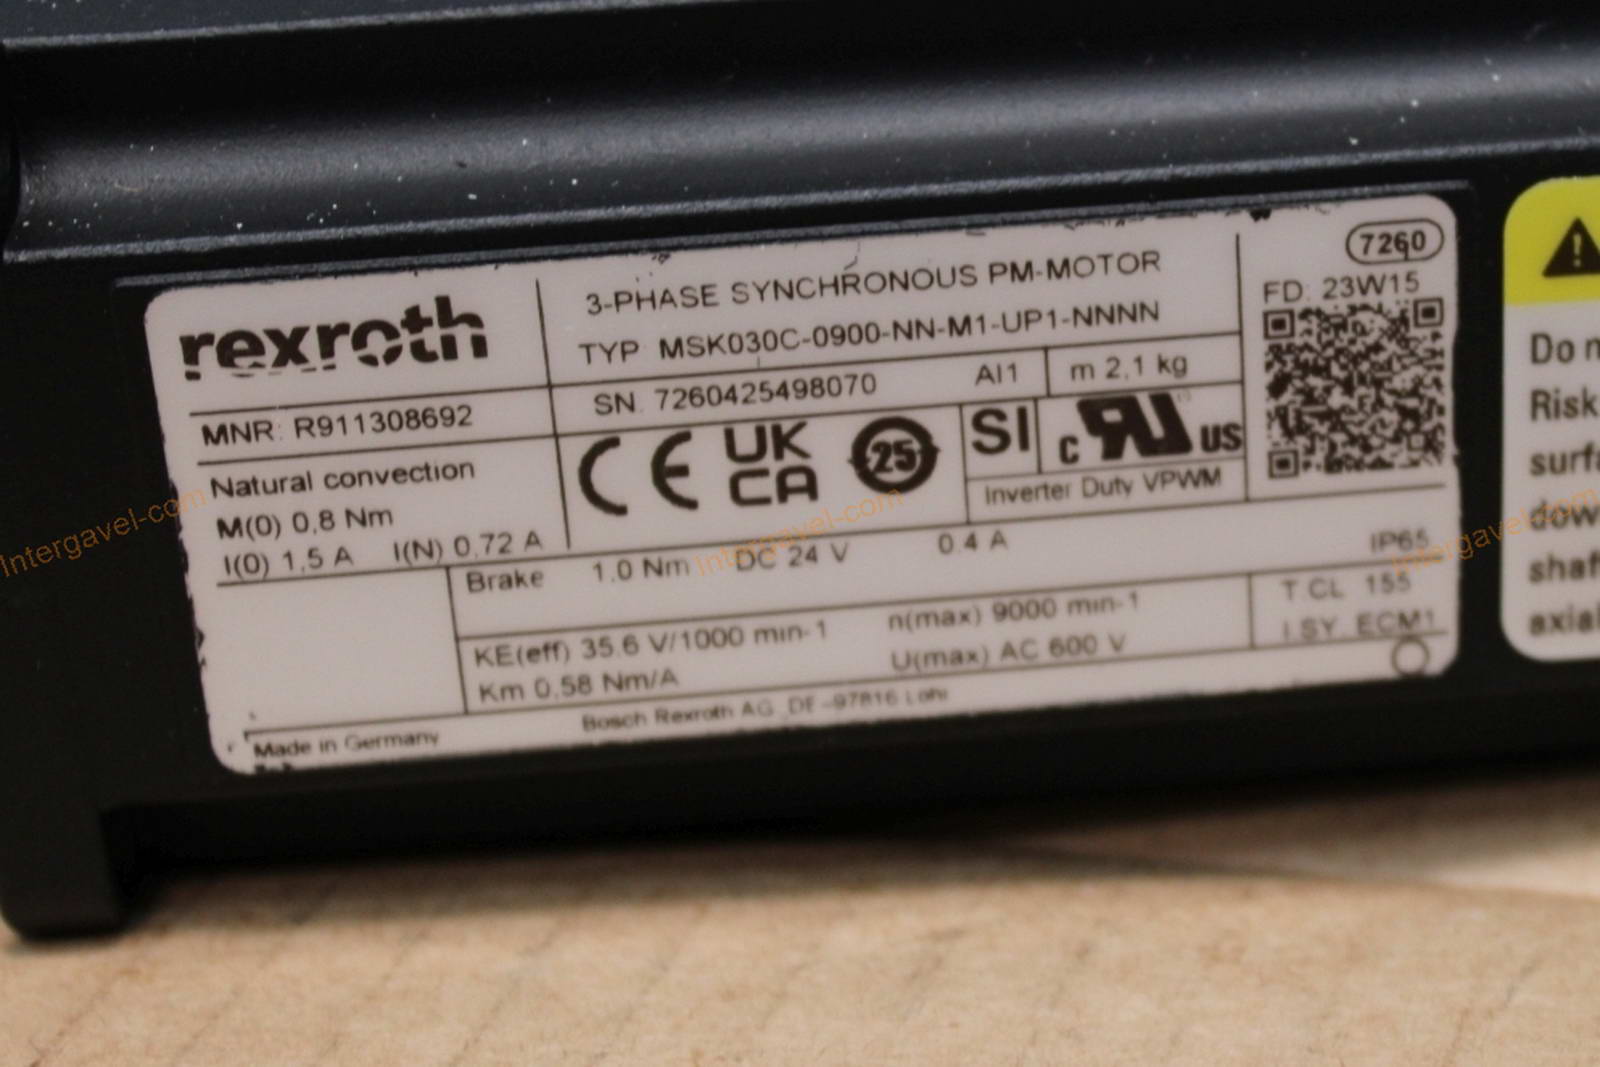 rexroth
3-PHASE SYNCHRONOUS PM-MOTOR
TYP MSK030C-0900-NN-M1-UP1-NNNN
7260
FD: 23W15
MNR: R911308692
SN. 7260425498070 AI1 m 2,1 kg
Natural convection
M(0) 0,8 Nm
I(0) 1,5 A I(N) 0,72 A
CE UK CA 25 SI c RU US
Inverter Duty VPWM
Brake 1,0 Nm DC 24 V 0.4 A IP65
KE(eff) 35.6 V/1000 min-1 n(max) 9000 min-1 T.CL 155
Km 0,58 Nm/A U(max) AC 600 V I.SY. ECM1
Made in Germany Bosch Rexroth AG DE-97816 Lohr
Do
Risk
Intergavel-com
Intergavel-com
Intergavel-com